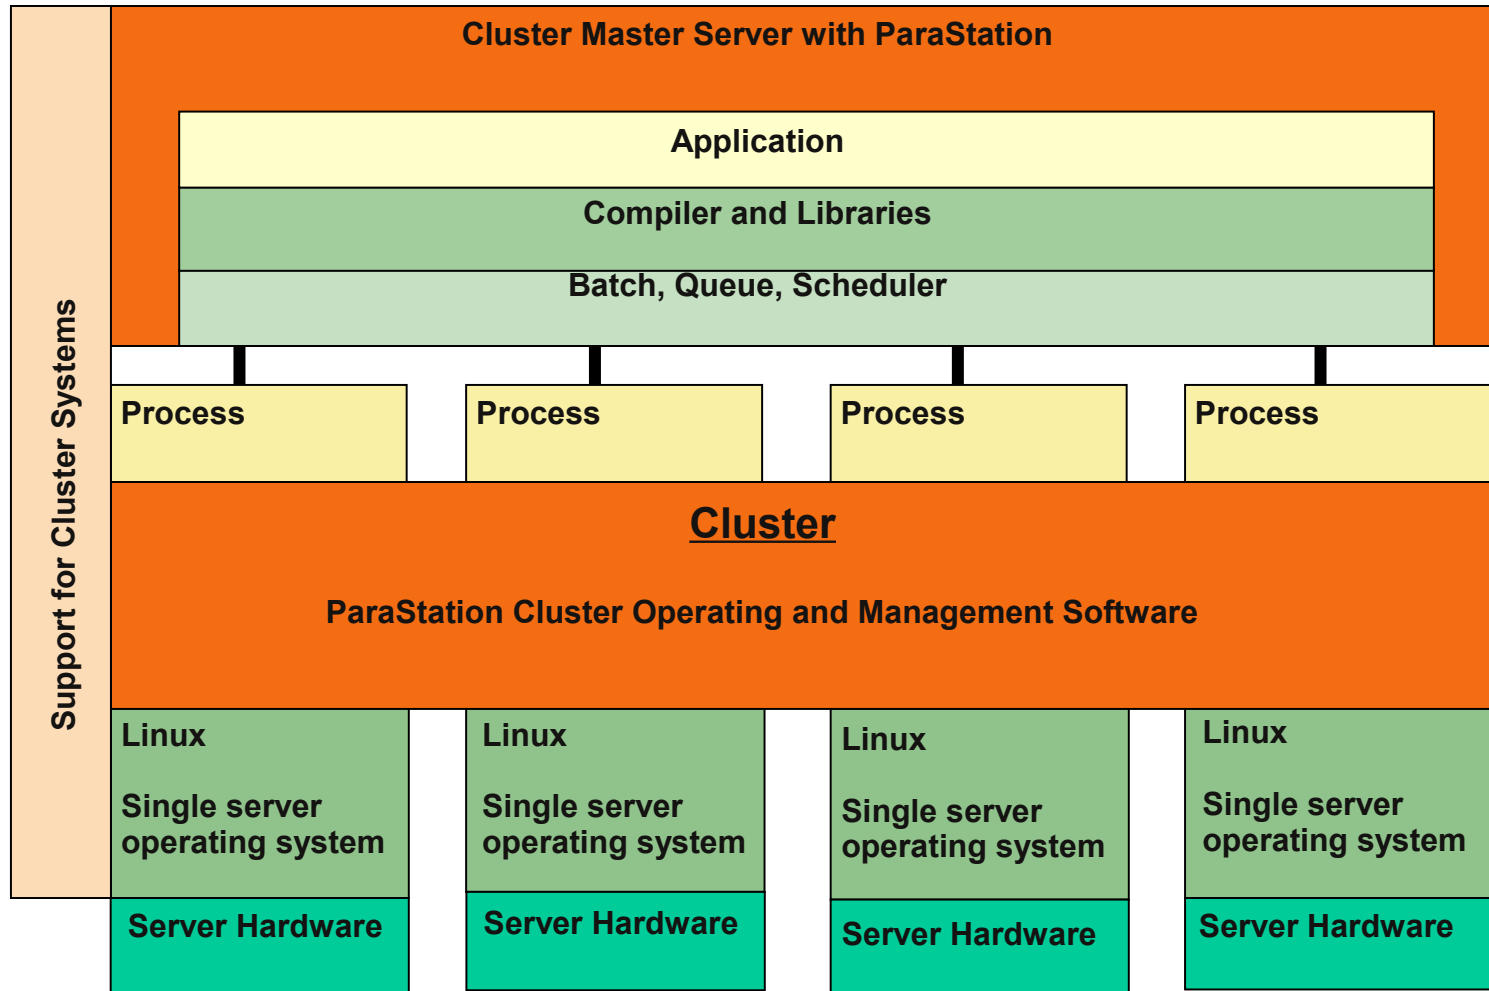 Cluster Master Server with ParaStation
Application
Compiler and Libraries
Batch, Queue, Scheduler
Support for Cluster Systems
Process
Process
Process
Process
Cluster
ParaStation Cluster Operating and Management Software
Linux
Single server
operating system
Linux
Single server
operating system
Linux
Single server
operating system
Linux
Single server
operating system
Server Hardware
Server Hardware
Server Hardware
Server Hardware